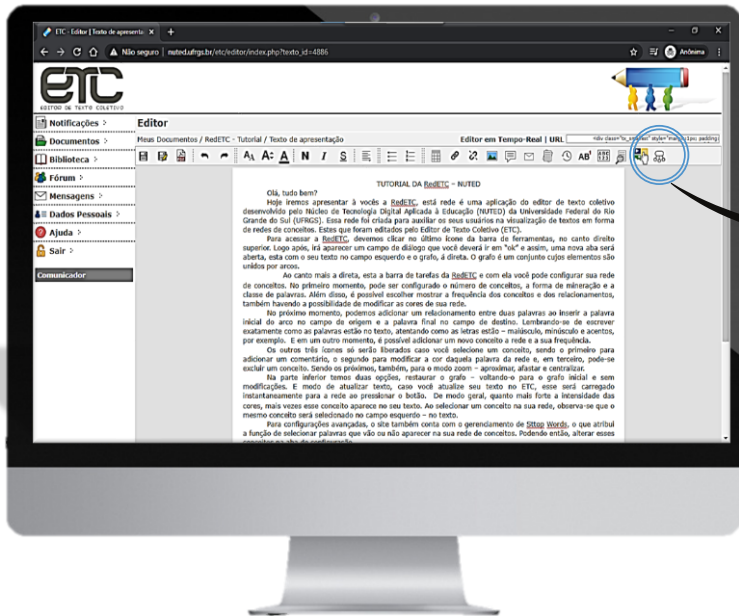 ETC - Editor | Texto de apresenta
Não seguro | nuted.ufrgs.br/etc/editor/index.php?texto_id=4886
Anônima
ETC
EDITOR DE TEXTO COLETIVO
Notificações >
Documentos >
Biblioteca >
Fórum >
Mensagens >
Dados Pessoais >
Ajuda >
Sair >
Comunicador
Editor
Meus Documentos / RedETC - Tutorial / Texto de apresentação
Editor em Tempo-Real | URL
TUTORIAL DA RedETC – NUTED
Olá, tudo bem?
Hoje iremos apresentar à vocês a RedETC, está rede é uma aplicação do editor de texto coletivo
desenvolvido pelo Núcleo de Tecnologia Digital Aplicada à Educação (NUTED) da Universidade Federal do Rio
Grande do Sul (UFRGS). Essa rede foi criada para auxiliar os seus usuários na visualização de textos em forma
de redes de conceitos. Estes que foram editados pelo Editor de Texto Coletivo (ETC).
Para acessar a RedETC, devemos clicar no último ícone da barra de ferramentas, no canto direito
superior. Logo após, irá aparecer um campo de diálogo que você deverá ir em "ok" e assim, uma nova aba será
aberta, esta com o seu texto no campo esquerdo e o grafo, á direta. O grafo é um conjunto cujos elementos são
unidos por arcos.
Ao canto mais a direta, esta a barra de tarefas da RedETC e com ela você pode configurar sua rede
de conceitos. No primeiro momento, pode ser configurado o número de conceitos, a forma de mineração e a
classe de palavras. Além disso, é possível escolher mostrar a frequência dos conceitos e dos relacionamentos,
também havendo a possibilidade de modificar as cores de sua rede.
No próximo momento, podemos adicionar um relacionamento entre duas palavras ao inserir a palavra
inicial do arco no campo de origem e a palavra final no campo de destino. Lembrando-se de escrever
exatamente como as palavras estão no texto, atentando como as letras estão – maiúsculo, minúsculo e acentos,
por exemplo. E em um outro momento, é possível adicionar um novo conceito a rede e a sua frequência.
Os outros três ícones só serão liberados caso você selecione um conceito, sendo o primeiro para
adicionar um comentário, o segundo para modificar a cor daquela palavra da rede e, em terceiro, pode-se
excluir um conceito. Sendo os próximos, também, para o modo zoom – aproximar, afastar e centralizar.
Na parte inferior temos duas opções, restaurar o grafo – voltando-o para o grafo inicial e sem
modificações. E modo de atualizar texto, caso você atualize seu texto no ETC, esse será carregado
instantaneamente para a rede ao pressionar o botão. De modo geral, quanto mais forte a intensidade das
cores, mais vezes esse conceito aparece no seu texto. Ao selecionar um conceito na sua rede, observa-se que o
mesmo conceito será selecionado no campo esquerdo – no texto.
Para configurações avançadas, o site também conta com o gerenciamento de Sttop Words, o que atribui
a função de selecionar palavras que vão ou não aparecer na sua rede de conceitos. Podendo então, alterar esses
conceitos na aba de configuração.